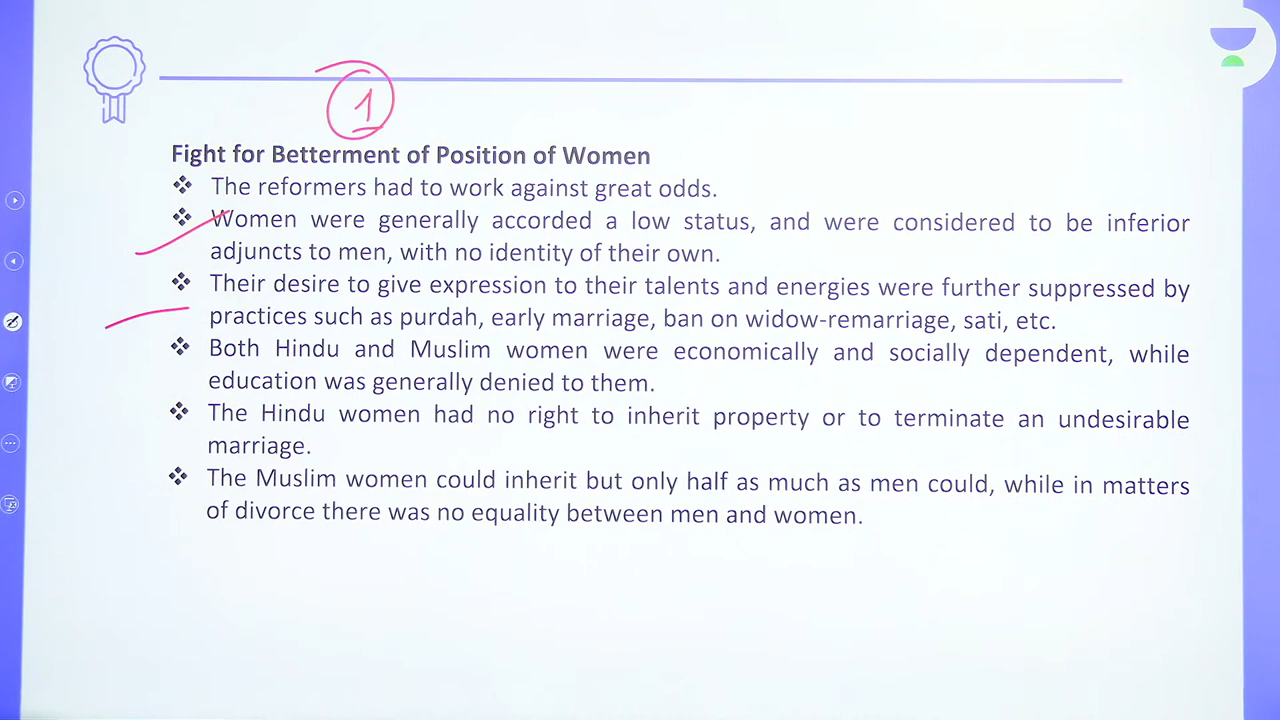 1
Fight for Betterment of Position of Women
❖ The reformers had to work against great odds.
❖ Women were generally accorded a low status, and were considered to be inferior
adjuncts to men, with no identity of their own.
❖ Their desire to give expression to their talents and energies were further suppressed by
practices such as purdah, early marriage, ban on widow-remarriage, sati, etc.
❖ Both Hindu and Muslim women were economically and socially dependent, while
education was generally denied to them.
❖ The Hindu women had no right to inherit property or to terminate an undesirable
marriage.
❖ The Muslim women could inherit but only half as much as men could, while in matters
of divorce there was no equality between men and women.